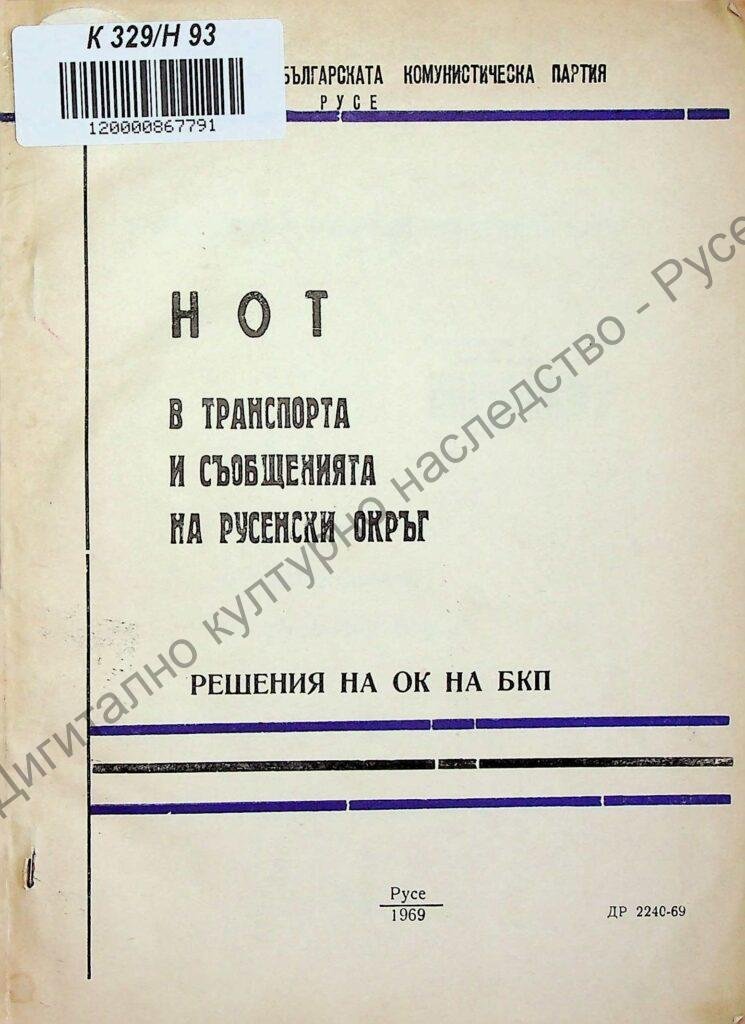 К 329/Н 93
120000867791
БЪЛГАРСКАТА КОМУНИСТИЧЕСКА ПАРТИЯ
РУСЕ
НОТ
В ТРАНСПОРТА
И СЪОБЩЕНИЯТА
НА РУСЕНСКИ ОКРЪГ
Дигитално културно наследство - Русе
РЕШЕНИЯ НА ОК НА БКП
Русе
1969
ДР 2240-69